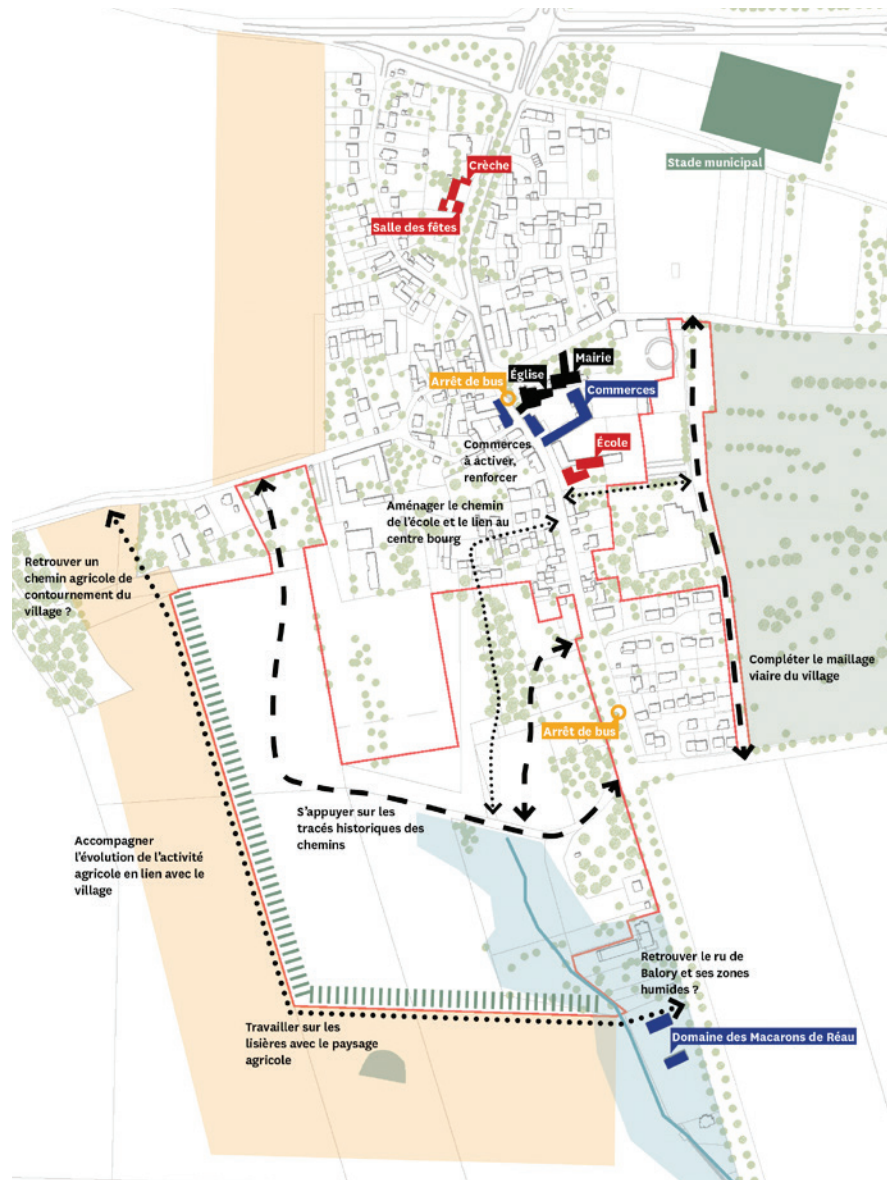 Stade municipal
Crèche
Salle des fêtes
Mairie
Église
Arrêt de bus
Commerces
Commerces
à activer,
renforcer
École
Aménager le chemin
de l'école et le lien au
centre bourg
Retrouver un
chemin agricole de
contournement du
village ?
Compléter le maillage
viaire du village
Arrêt de bus
S'appuyer sur les
tracés historiques des
chemins
Accompagner
l'évolution de l'activité
agricole en lien avec le
village
Retrouver le ru de
Balory et ses zones
humides ?
Travailler sur les
lisières avec le paysage
agricole
Domaine des Macarons de Réau